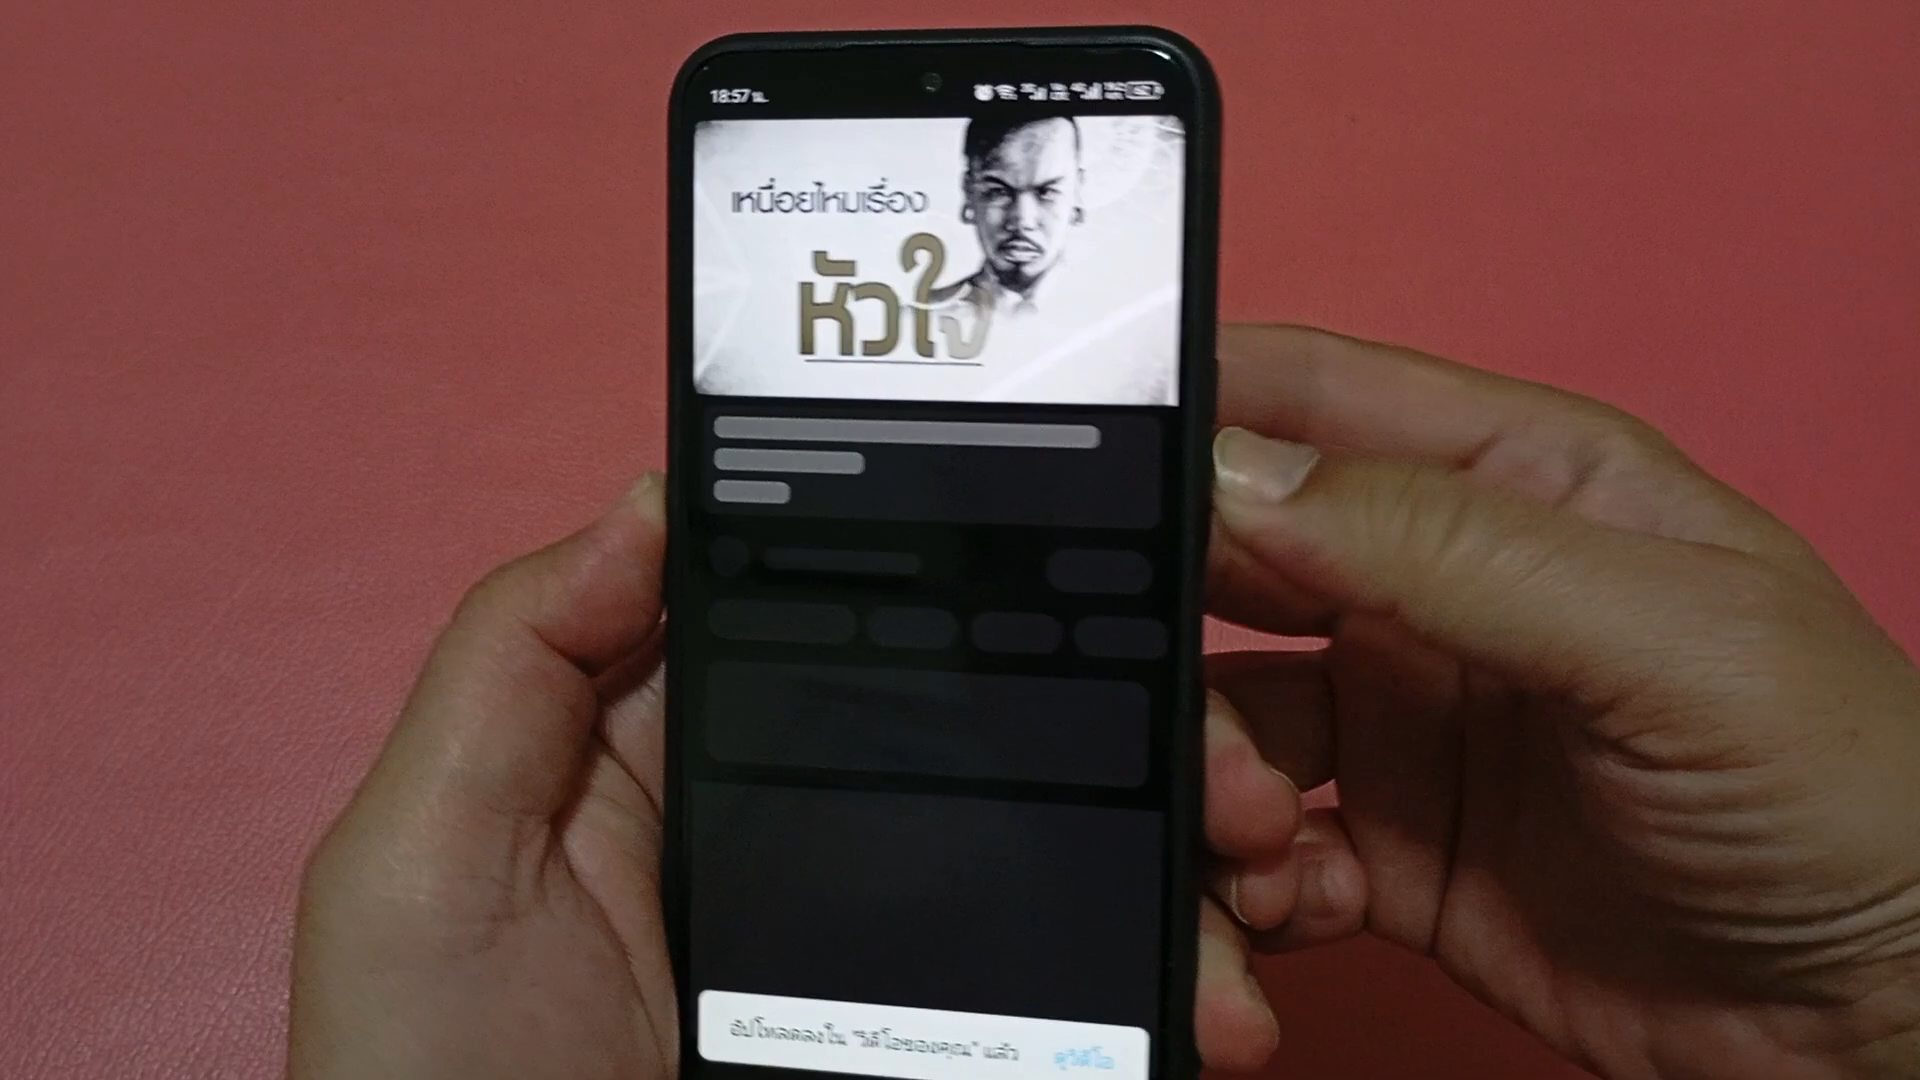 18:57 น.
เหนื่อยไหมเรื่อง
หัวใจ
อัปโหลดลงใน "วิดีโอของคุณ" แล้ว
ดูวิดีโอ